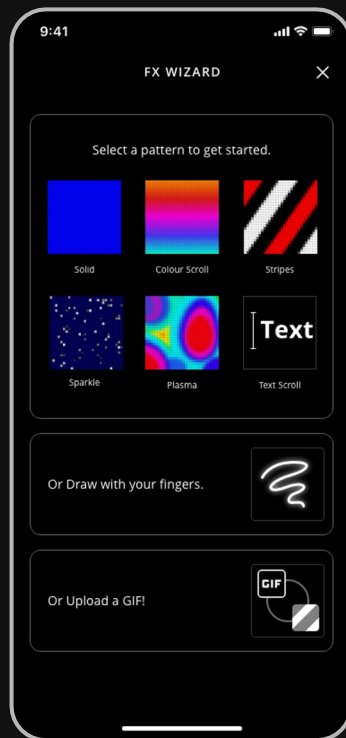 9:41
FX WIZARD
Select a pattern to get started.
Solid
Colour Scroll
Stripes
Text
Sparkle
Plasma
Text Scroll
Or Draw with your fingers.
GIF
Or Upload a GIF!